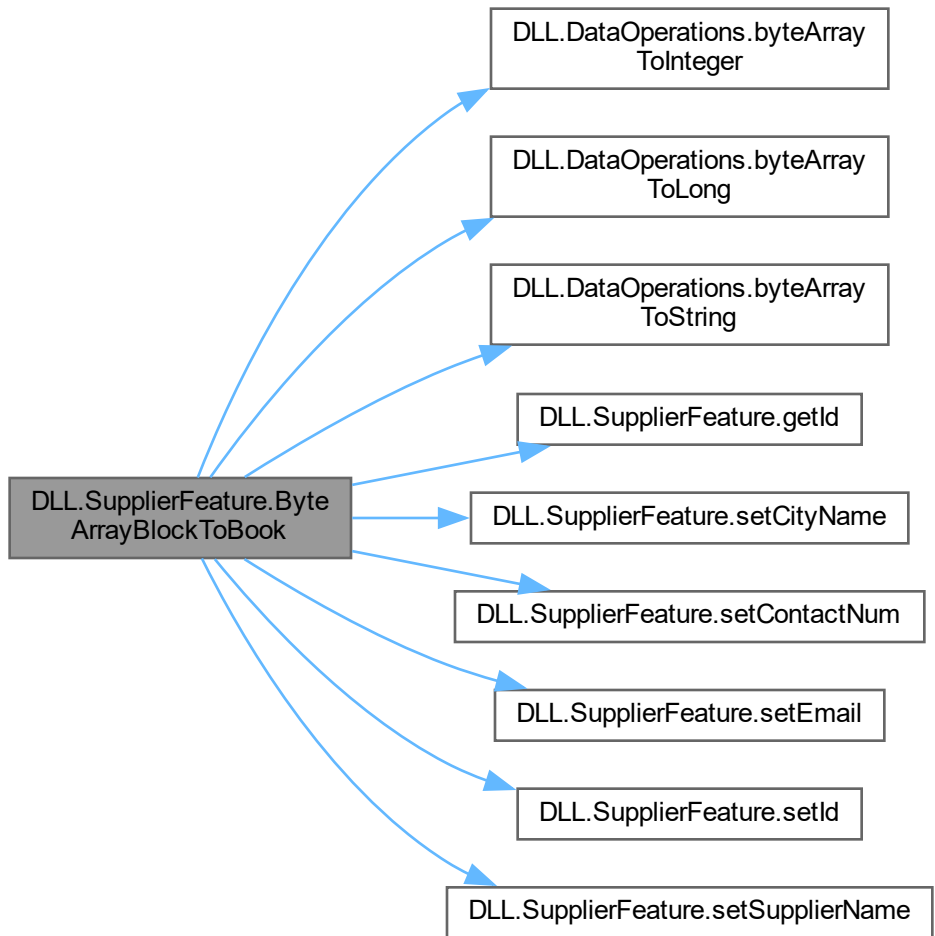 DLL.DataOperations.byteArray
ToInteger
DLL.DataOperations.byteArray
ToLong
DLL.DataOperations.byteArray
ToString
DLL.SupplierFeature.getId
DLL.SupplierFeature.Byte
ArrayBlockToBook
DLL.SupplierFeature.setCityName
DLL.SupplierFeature.setContactNum
DLL.SupplierFeature.setEmail
DLL.SupplierFeature.setId
DLL.SupplierFeature.setSupplierName